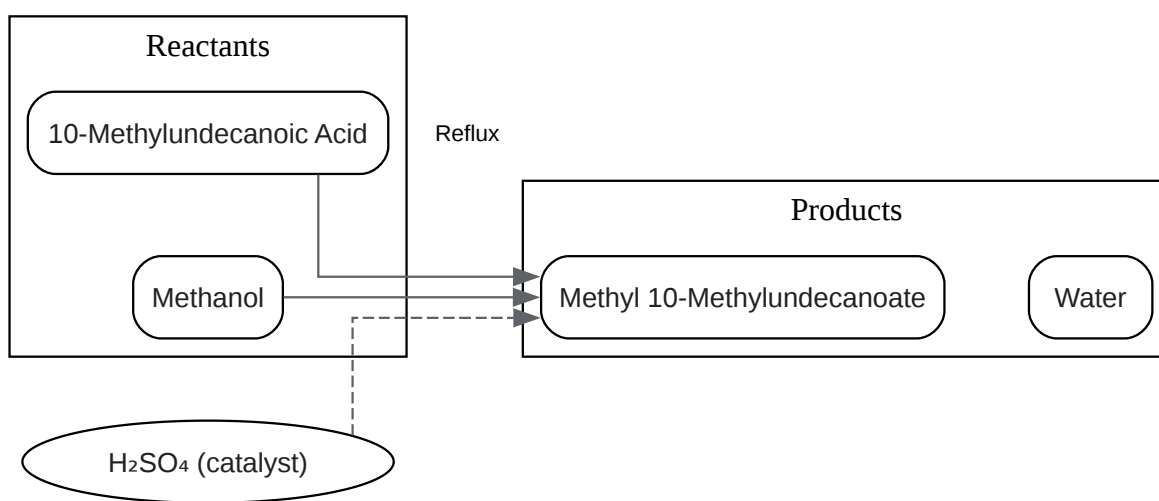 Reactants
10-Methylundecanoic Acid
Reflux
Methanol
H₂SO₄ (catalyst)
Products
Methyl 10-Methylundecanoate
Water